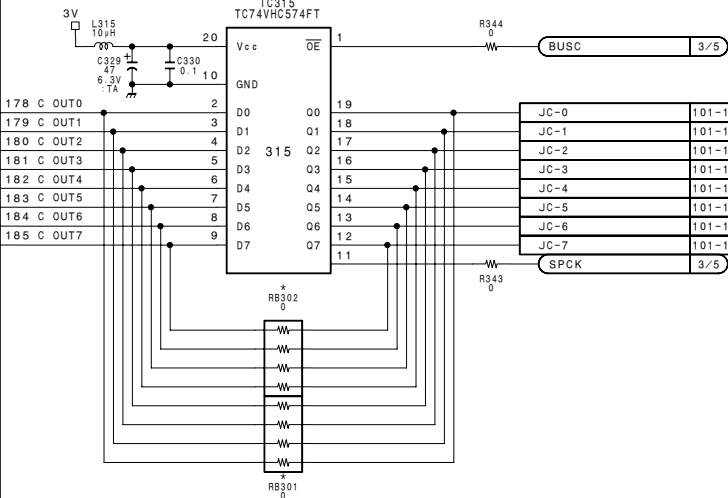 TC315
TC74VHC574FT
3V
L315
10μH
C329
47
6.3V
:TA
+
C330
0.1
20 Vcc OE 1
10 GND
R344
0
BUSC 3/5
178 C OUT0 2 D0 Q0 19 JC-0 101-1
179 C OUT1 3 D1 Q1 18 JC-1 101-1
180 C OUT2 4 D2 Q2 17 JC-2 101-1
181 C OUT3 5 D3 315 Q3 16 JC-3 101-1
182 C OUT4 6 D4 Q4 15 JC-4 101-1
183 C OUT5 7 D5 Q5 14 JC-5 101-1
184 C OUT6 8 D6 Q6 13 JC-6 101-1
185 C OUT7 9 D7 Q7 12 JC-7 101-1
11 SPCK 3/5
R343
0
*
RB302
0
RB301
*
0